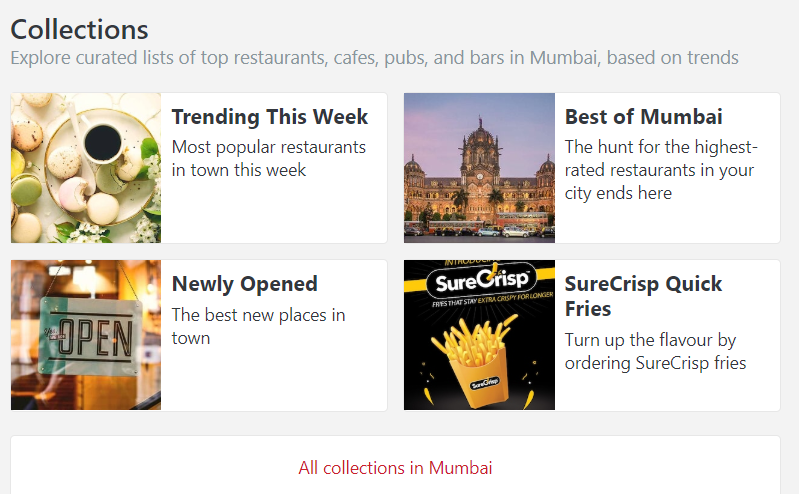 Collections
Explore curated lists of top restaurants, cafes, pubs, and bars in Mumbai, based on trends
Trending This Week
Most popular restaurants
in town this week
Best of Mumbai
The hunt for the highest-
rated restaurants in your
city ends here
OPEN
Newly Opened
The best new places in
town
INTRODUCING
SureCrisp
FRIES THAT STAY EXTRA CRISPY FOR LONGER
SureCrisp
SureCrisp Quick
Fries
Turn up the flavour by
ordering SureCrisp fries
All collections in Mumbai